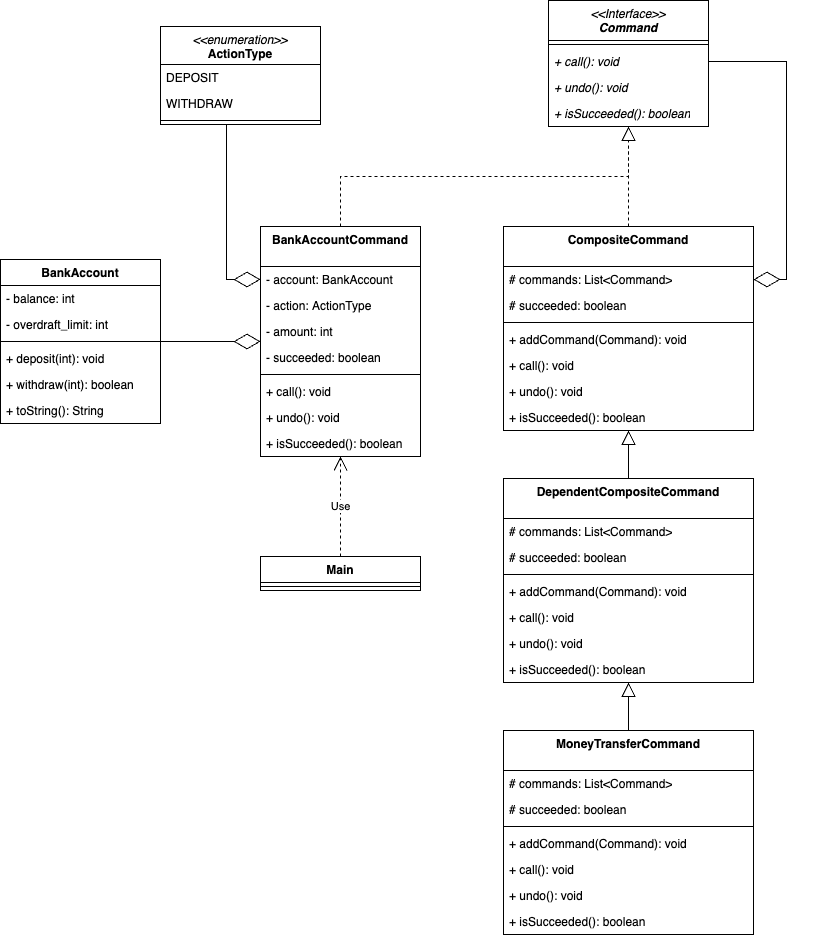 <<enumeration>>
ActionType
DEPOSIT
WITHDRAW
<<Interface>>
Command
+ call(): void
+ undo(): void
+ isSucceeded(): boolean
BankAccount
- balance: int
- overdraft_limit: int
+ deposit(int): void
+ withdraw(int): boolean
+ toString(): String
BankAccountCommand
- account: BankAccount
- action: ActionType
- amount: int
- succeeded: boolean
+ call(): void
+ undo(): void
+ isSucceeded(): boolean
CompositeCommand
# commands: List<Command>
# succeeded: boolean
+ addCommand(Command): void
+ call(): void
+ undo(): void
+ isSucceeded(): boolean
Use
Main
DependentCompositeCommand
# commands: List<Command>
# succeeded: boolean
+ addCommand(Command): void
+ call(): void
+ undo(): void
+ isSucceeded(): boolean
MoneyTransferCommand
# commands: List<Command>
# succeeded: boolean
+ addCommand(Command): void
+ call(): void
+ undo(): void
+ isSucceeded(): boolean